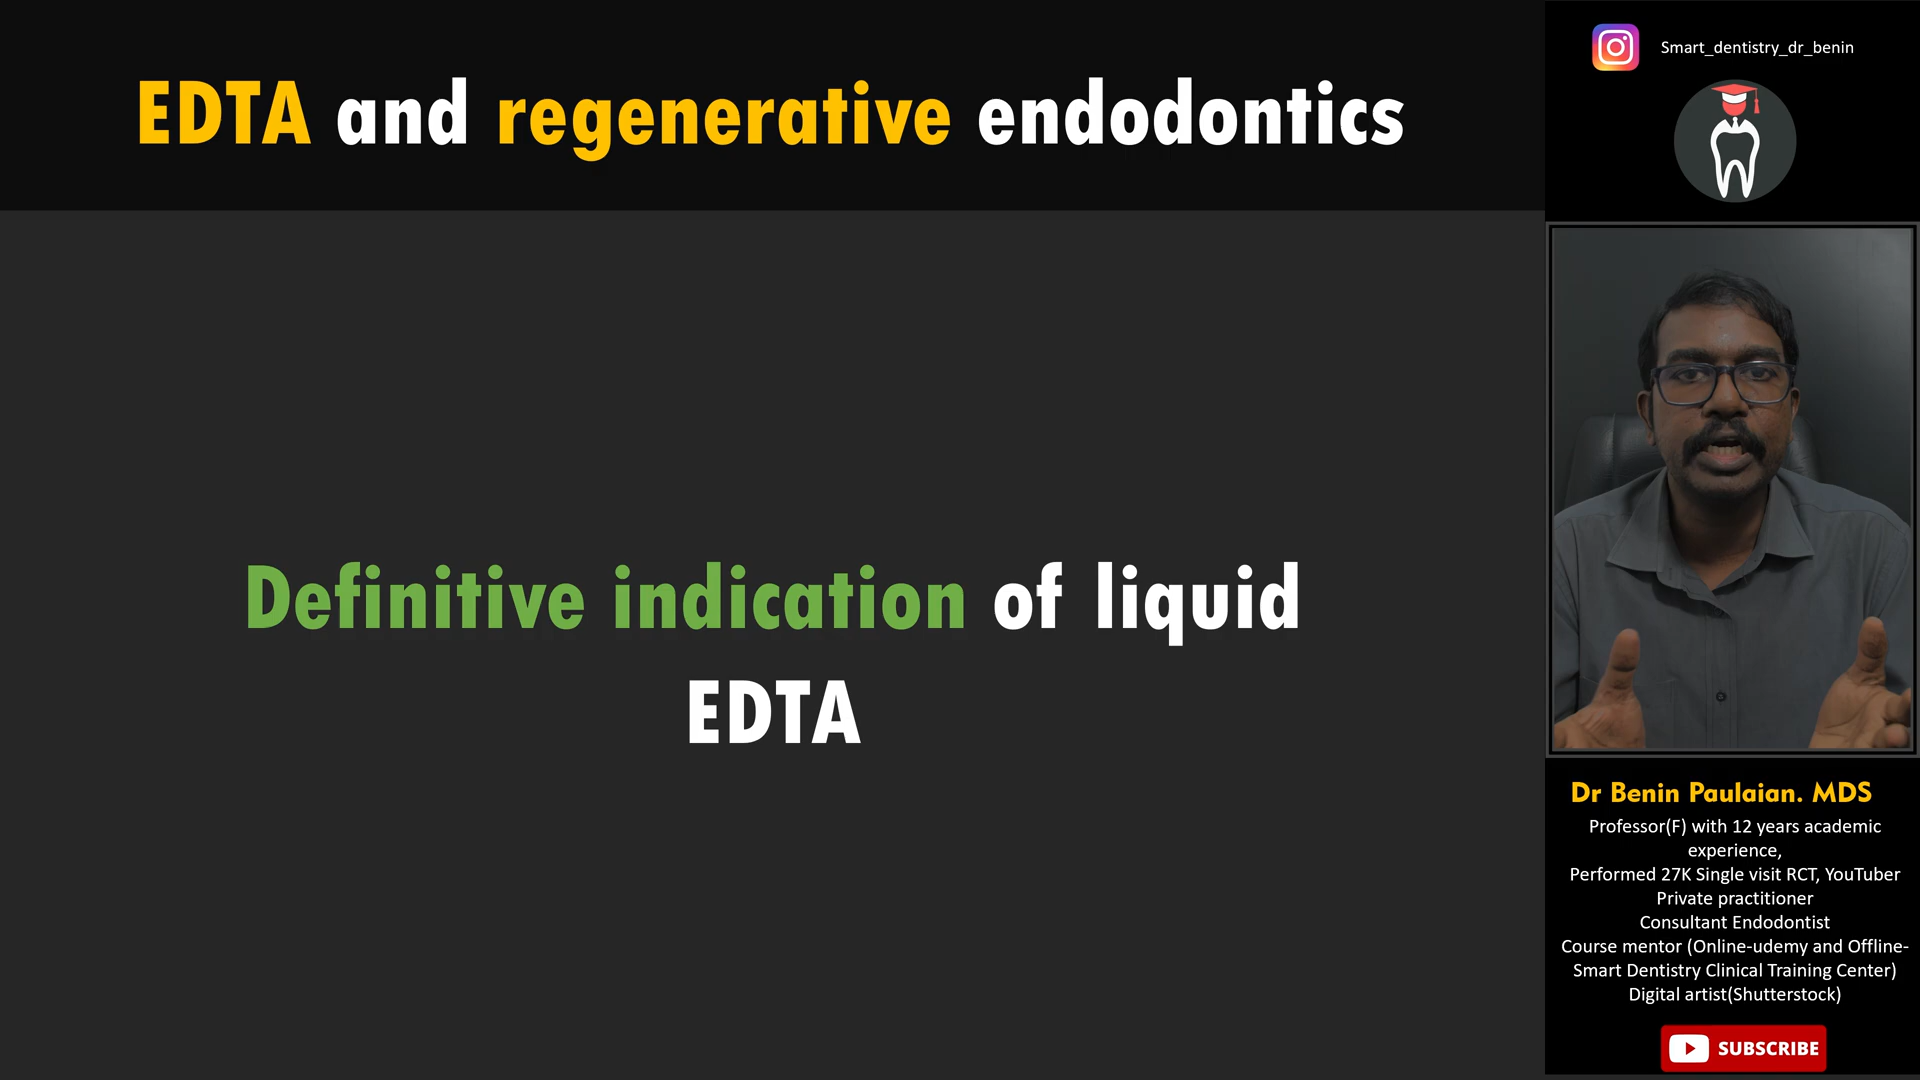 EDTA and regenerative endodontics
Definitive indication of liquid
EDTA
Smart_dentistry_dr_benin
Dr Benin Paulaian. MDS
Professor(F) with 12 years academic
experience,
Performed 27K Single visit RCT, YouTuber
Private practitioner
Consultant Endodontist
Course mentor (Online-udemy and Offline-
Smart Dentistry Clinical Training Center)
Digital artist(Shutterstock)
SUBSCRIBE